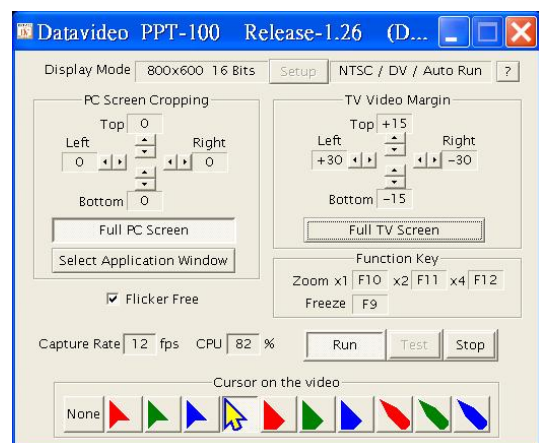 Datavideo PPT-100 Release-1.26 (D...
Display Mode 800x600 16 Bits Setup NTSC / DV / Auto Run ?
PC Screen Cropping
Top 0
Left Right
0 0
Bottom 0
Full PC Screen
Select Application Window
TV Video Margin
Top +15
Left Right
+30 -30
Bottom -15
Full TV Screen
Function Key
Zoom x1 F10 x2 F11 x4 F12
Freeze F9
Flicker Free
Capture Rate 12 fps CPU 82 % Run Test Stop
Cursor on the video
None